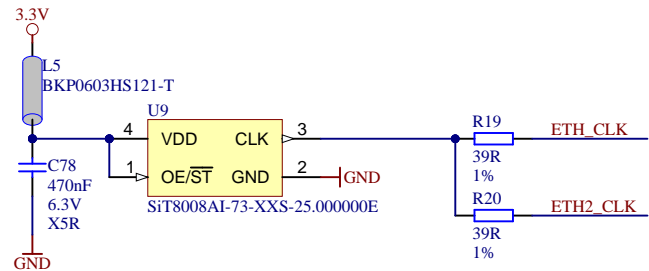 3.3V
L5
BKP0603HS121-T
U9
4 VDD CLK 3
1 OE/ST GND 2 GND
SiT8008AI-73-XXS-25.000000E
C78
470nF
6.3V
X5R
GND
R19 ETH_CLK
39R
1%
R20 ETH2_CLK
39R
1%